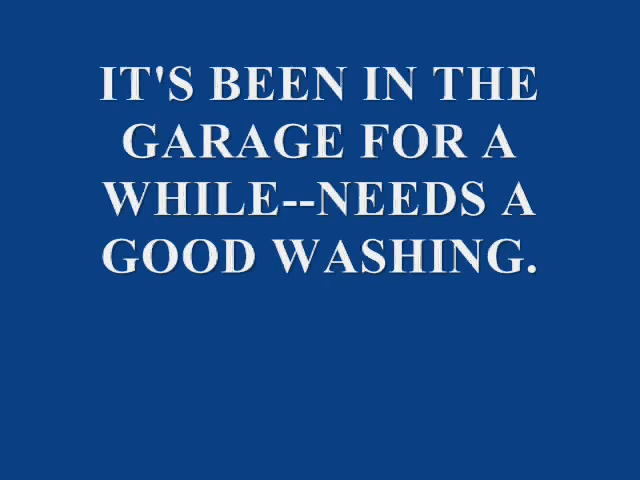 IT'S BEEN IN THE
GARAGE FOR A
WHILE--NEEDS A
GOOD WASHING.